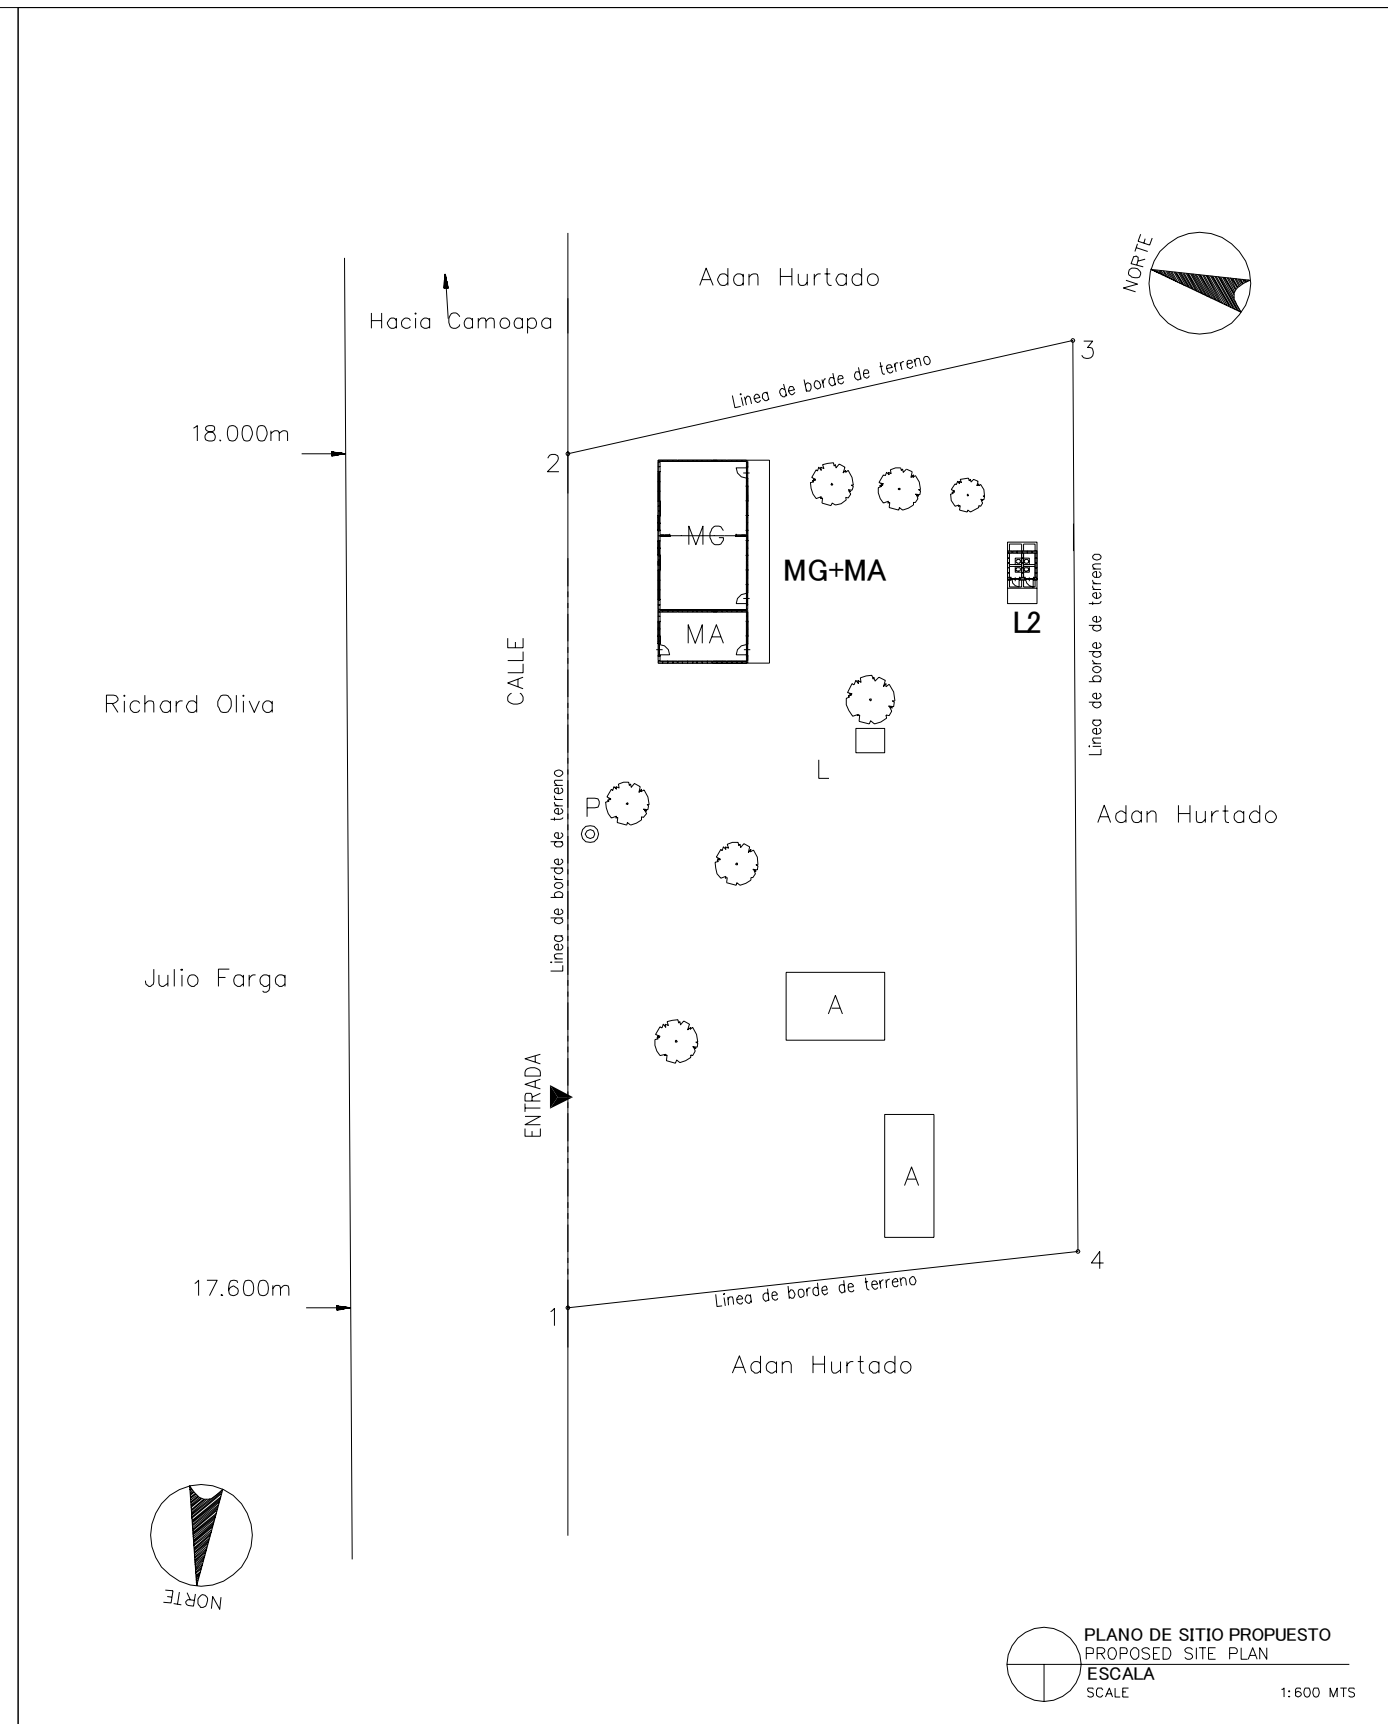 Adan Hurtado
NORTE
Hacia Camoapa
3
Linea de borde de terreno
18.000m
2
MG
MG+MA
L2
MA
CALLE
Linea de borde de terreno
Richard Oliva
L
P
Linea de borde de terreno
Adan Hurtado
Julio Farga
A
ENTRADA
A
4
17.600m
Linea de borde de terreno
1
Adan Hurtado
NORTE
PLANO DE SITIO PROPUESTO
PROPOSED SITE PLAN
ESCALA
SCALE 1:600 MTS